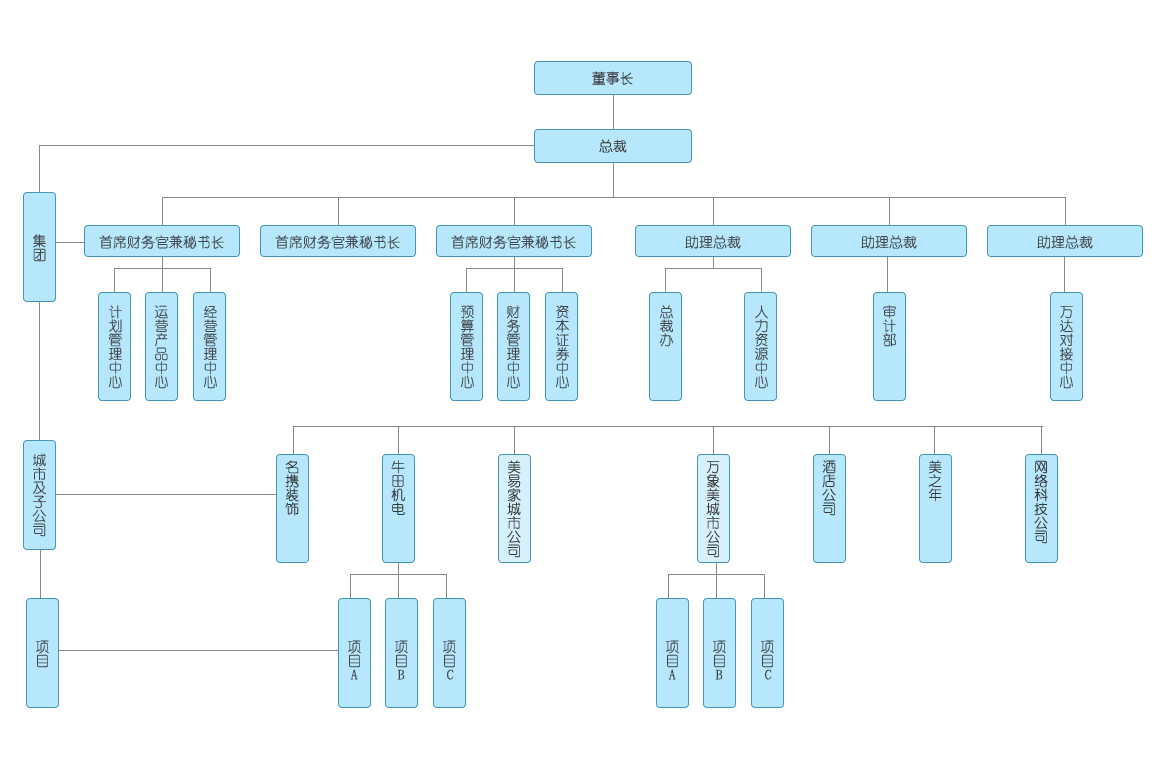 董事长
总裁
集团
首席财务官兼秘书长
首席财务官兼秘书长
首席财务官兼秘书长
助理总裁
助理总裁
助理总裁
计划管理中心
运营产品中心
经营管理中心
预算管理中心
财务管理中心
资本证券中心
总裁办
人力资源中心
审计部
万达对接中心
城市及子公司
名携装饰
牛田机电
美易家城市公司
万象美城市公司
酒店公司
美之年
网络科技公司
项目
项目A
项目B
项目C
项目A
项目B
项目C